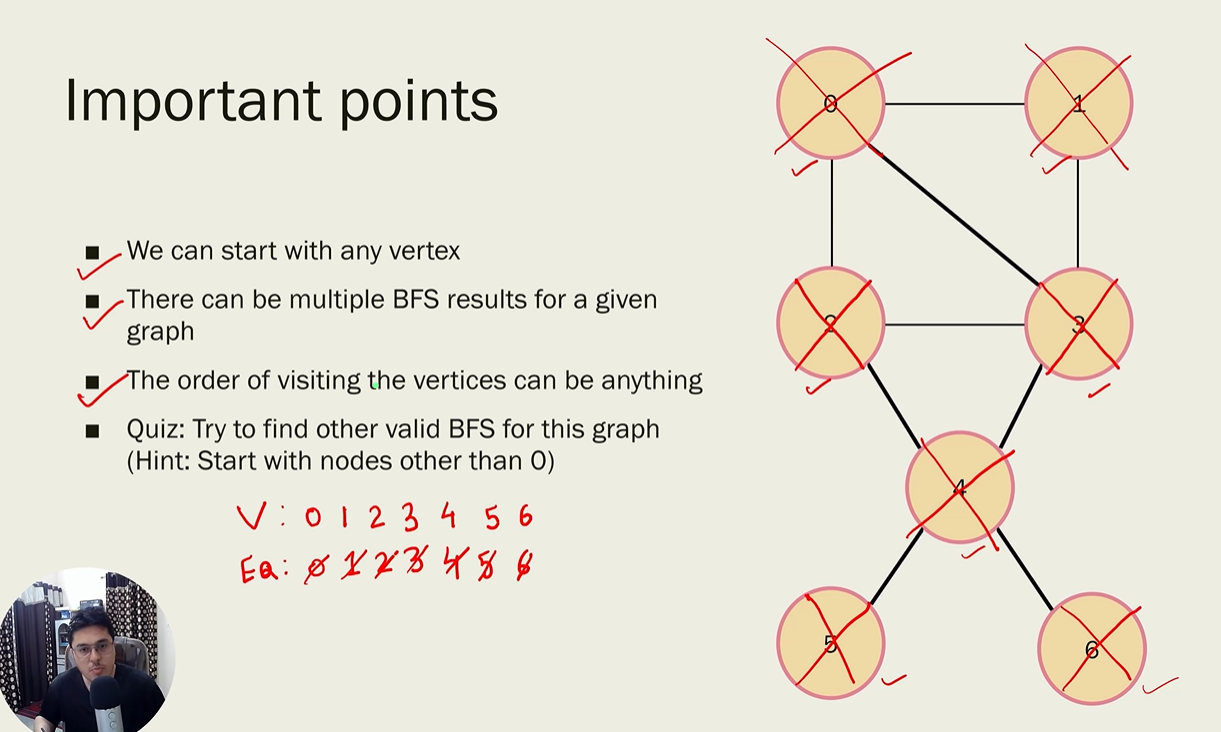 Important points
We can start with any vertex
There can be multiple BFS results for a given
graph
The order of visiting the vertices can be anything
Quiz: Try to find other valid BFS for this graph
(Hint: Start with nodes other than 0)
V: 0 1 2 3 4 5 6
EQ: 0 1 2 3 4 5 6
0
1
2
3
4
5
6